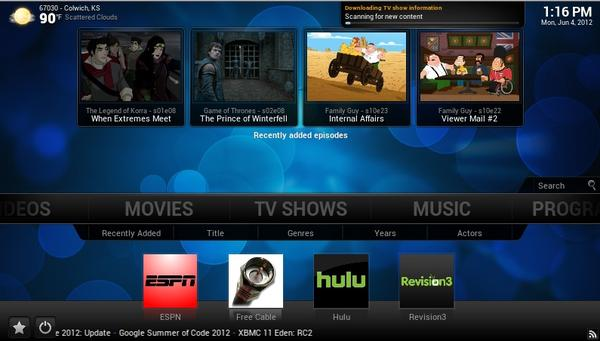 67030 - Colwich, KS
90°F Scattered Clouds
Downloading TV show information
Scanning for new content
1:16 PM
Mon, Jun 4, 2012
The Legend of Korra - s01e08
When Extremes Meet
Game of Thrones - s02e08
The Prince of Winterfell
Family Guy - s10e23
Internal Affairs
Family Guy - s10e22
Viewer Mail #2
Recently added episodes
Search
DEOS MOVIES TV SHOWS MUSIC PROGRA
Recently Added Title Genres Years Actors
ESPN
hulu
Revision3
ESPN Free Cable Hulu Revision3
e 2012: Update - Google Summer of Code 2012 - XBMC 11 Eden: RC2